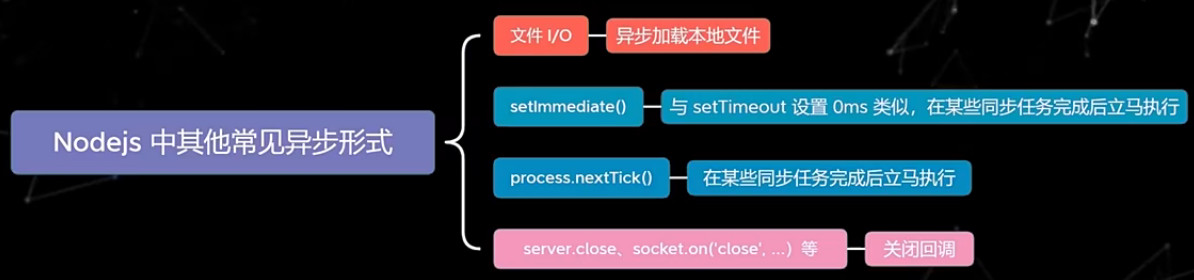 Nodejs 中其他常见异步形式
文件 I/O
异步加载本地文件
setImmediate()
与 setTimeout 设置 0ms 类似，在某些同步任务完成后立马执行
process.nextTick()
在某些同步任务完成后立马执行
server.close、socket.on('close', ...）等
关闭回调